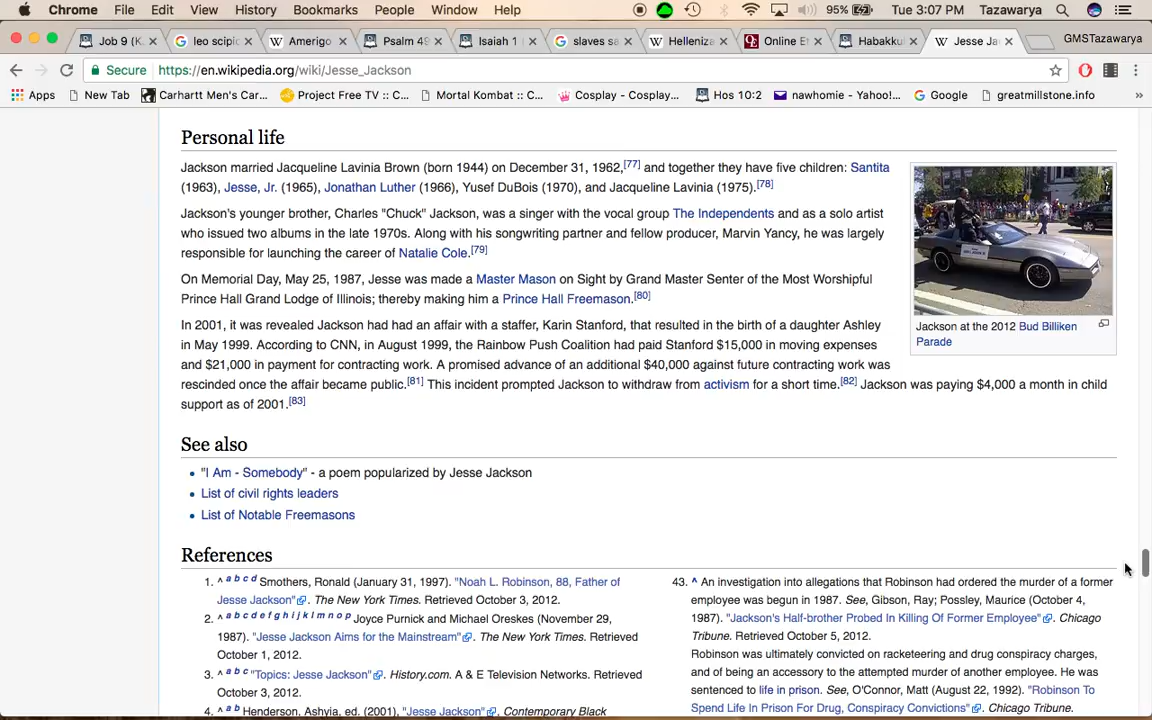 Chrome File Edit View History Bookmarks People Window Help 95% Tue 3:07 PM Tazawarya
Job 9 (K. leo scipic Amerigo Psalm 49 Isaiah 1 slaves sa Helleniza Online Et Habakku Jesse Ja GMSTazawarya
Secure https://en.wikipedia.org/wiki/Jesse_Jackson
Apps New Tab Carhartt Men's Car... Project Free TV :: C... Mortal Kombat :: C... Cosplay - Cosplay... Hos 10:2 nawhomie - Yahoo!... Google greatmillstone.info »
Personal life
Jackson married Jacqueline Lavinia Brown (born 1944) on December 31, 1962,[77] and together they have five children: Santita
(1963), Jesse, Jr. (1965), Jonathan Luther (1966), Yusef DuBois (1970), and Jacqueline Lavinia (1975).[78]
Jackson's younger brother, Charles "Chuck" Jackson, was a singer with the vocal group The Independents and as a solo artist
who issued two albums in the late 1970s. Along with his songwriting partner and fellow producer, Marvin Yancy, he was largely
responsible for launching the career of Natalie Cole.[79]
On Memorial Day, May 25, 1987, Jesse was made a Master Mason on Sight by Grand Master Senter of the Most Worshipful
Prince Hall Grand Lodge of Illinois; thereby making him a Prince Hall Freemason.[80]
In 2001, it was revealed Jackson had had an affair with a staffer, Karin Stanford, that resulted in the birth of a daughter Ashley
in May 1999. According to CNN, in August 1999, the Rainbow Push Coalition had paid Stanford $15,000 in moving expenses
and $21,000 in payment for contracting work. A promised advance of an additional $40,000 against future contracting work was
rescinded once the affair became public.[81] This incident prompted Jackson to withdraw from activism for a short time.[82] Jackson was paying $4,000 a month in child
support as of 2001.[83]
Jackson at the 2012 Bud Billiken
Parade
See also
• "I Am - Somebody" - a poem popularized by Jesse Jackson
• List of civil rights leaders
• List of Notable Freemasons
References
1. ^ a b c d Smothers, Ronald (January 31, 1997). "Noah L. Robinson, 88, Father of
Jesse Jackson". The New York Times. Retrieved October 3, 2012.
2. ^ a b c d e f g h i j k l m n o p Joyce Purnick and Michael Oreskes (November 29,
1987). "Jesse Jackson Aims for the Mainstream". The New York Times. Retrieved
October 1, 2012.
3. ^ a b c "Topics: Jesse Jackson". History.com. A & E Television Networks. Retrieved
October 3, 2012.
4. ^ a b Henderson, Ashyia, ed. (2001), "Jesse Jackson", Contemporary Black
43. ^ An investigation into allegations that Robinson had ordered the murder of a former
employee was begun in 1987. See, Gibson, Ray; Possley, Maurice (October 4,
1987). "Jackson's Half-brother Probed In Killing Of Former Employee". Chicago
Tribune. Retrieved October 5, 2012.
Robinson was ultimately convicted on racketeering and drug conspiracy charges,
and of being an accessory to the attempted murder of another employee. He was
sentenced to life in prison. See, O'Connor, Matt (August 22, 1992). "Robinson To
Spend Life In Prison For Drug, Conspiracy Convictions". Chicago Tribune.